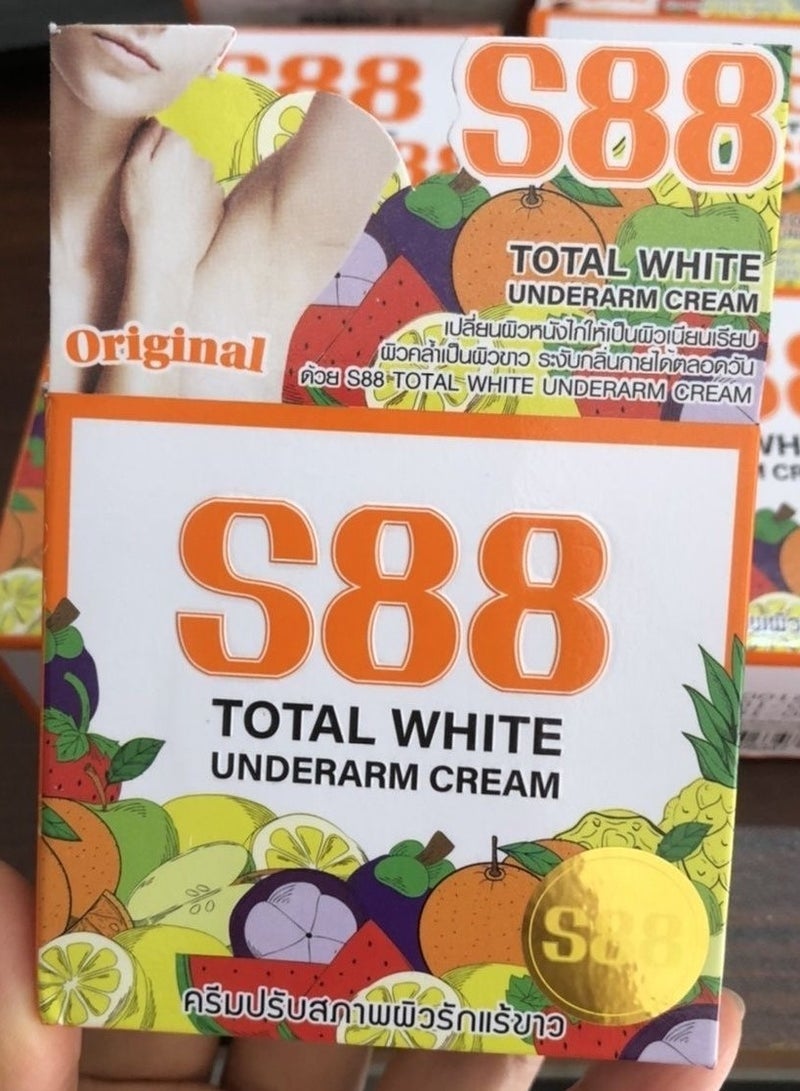 S88
TOTAL WHITE
UNDERARM CREAM
เปลี่ยนผิวหนังไก่ให้เป็นผิวเนียนเรียบ
ผิวคล้ำเป็นผิวขาว ระงับกลิ่นกายได้ตลอดวัน
ด้วย S88 TOTAL WHITE UNDERARM CREAM
Original
S88
TOTAL WHITE
UNDERARM CREAM
S88
ครีมปรับสภาพผิวรักแร้ขาว